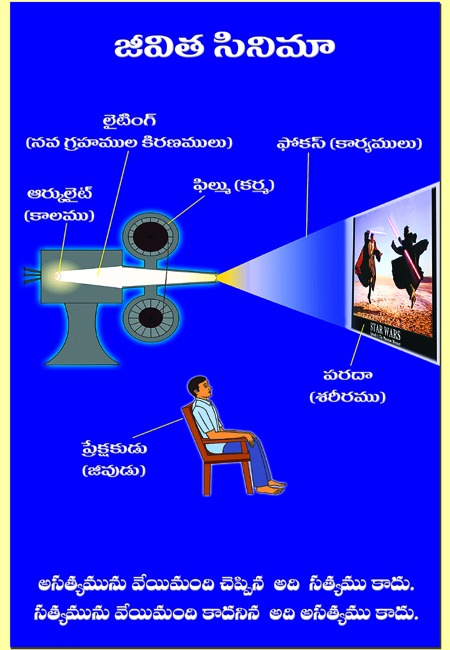 జీవిత సినిమా
లైటింగ్
(నవ గ్రహముల కిరణములు)
ఫోకస్ (కార్యములు)
ఫిల్ము (కర్మ)
ఆర్కులైట్
(కాలము)
STAR WARS
పరదా
(శరీరము)
ప్రేక్షకుడు
(జీవుడు)
అసత్యమును వేయిమంది చెప్పిన అది సత్యము కాదు.
సత్యమును వేయిమంది కాదనిన అది అసత్యము కాదు.